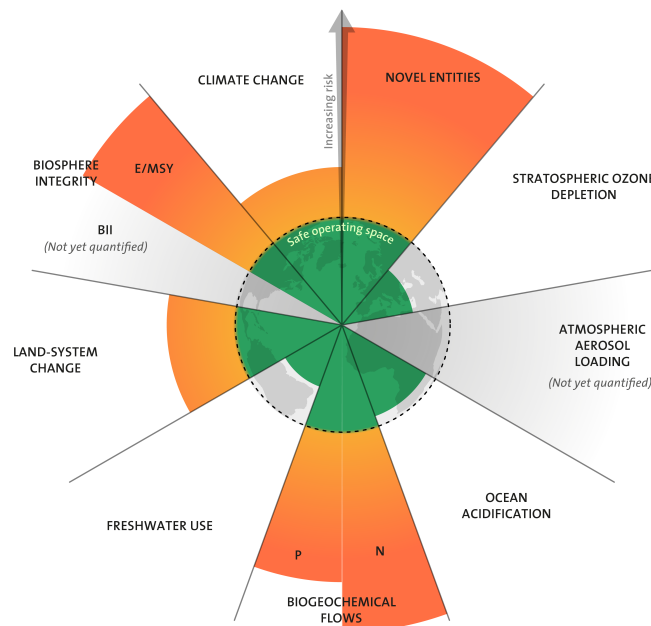 CLIMATE CHANGE
Increasing risk
NOVEL ENTITIES
BIOSPHERE
INTEGRITY
E/MSY
STRATOSPHERIC OZONE
DEPLETION
BII
(Not yet quantified)
Safe operating space
LAND-SYSTEM
CHANGE
ATMOSPHERIC
AEROSOL
LOADING
(Not yet quantified)
FRESHWATER USE
OCEAN
ACIDIFICATION
P
N
BIOGEOCHEMICAL
FLOWS